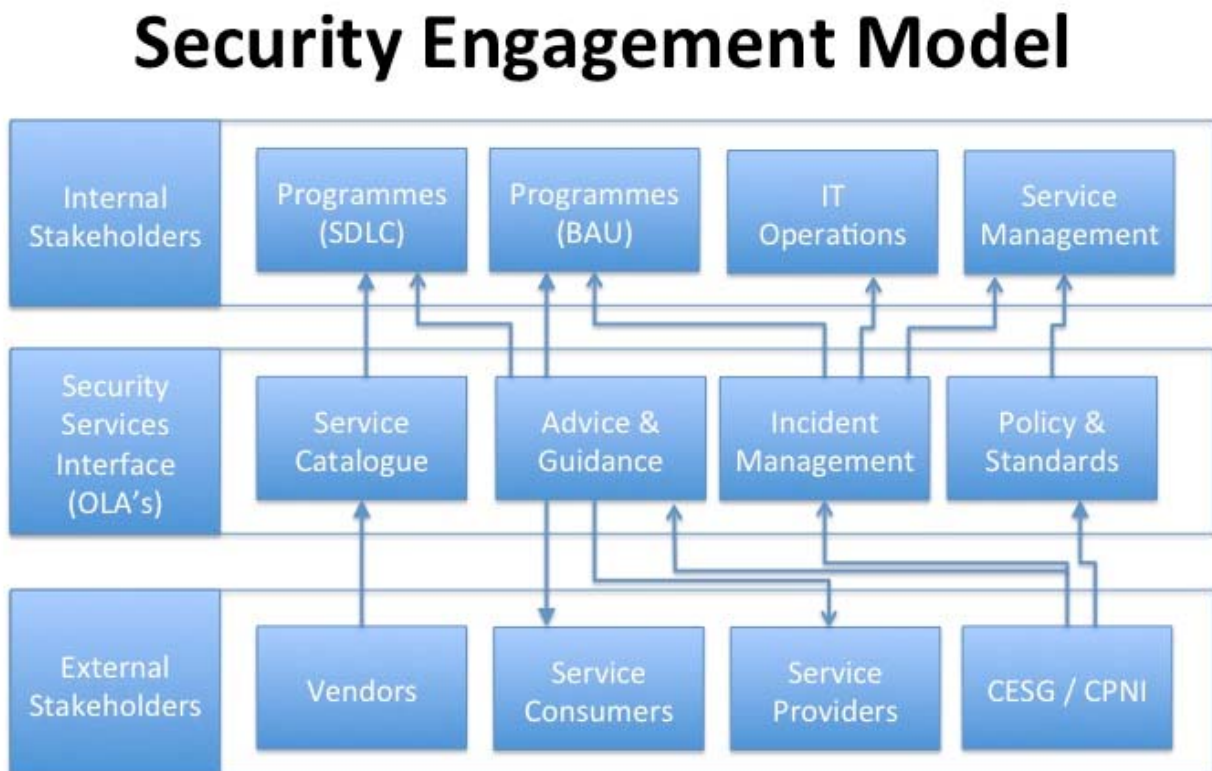 Security Engagement Model
Internal
Stakeholders
Programmes
(SDLC)
Programmes
(BAU)
IT
Operations
Service
Management
Security
Services
Interface
(OLA's)
Service
Catalogue
Advice &
Guidance
Incident
Management
Policy &
Standards
External
Stakeholders
Vendors
Service
Consumers
Service
Providers
CESG / CPNI